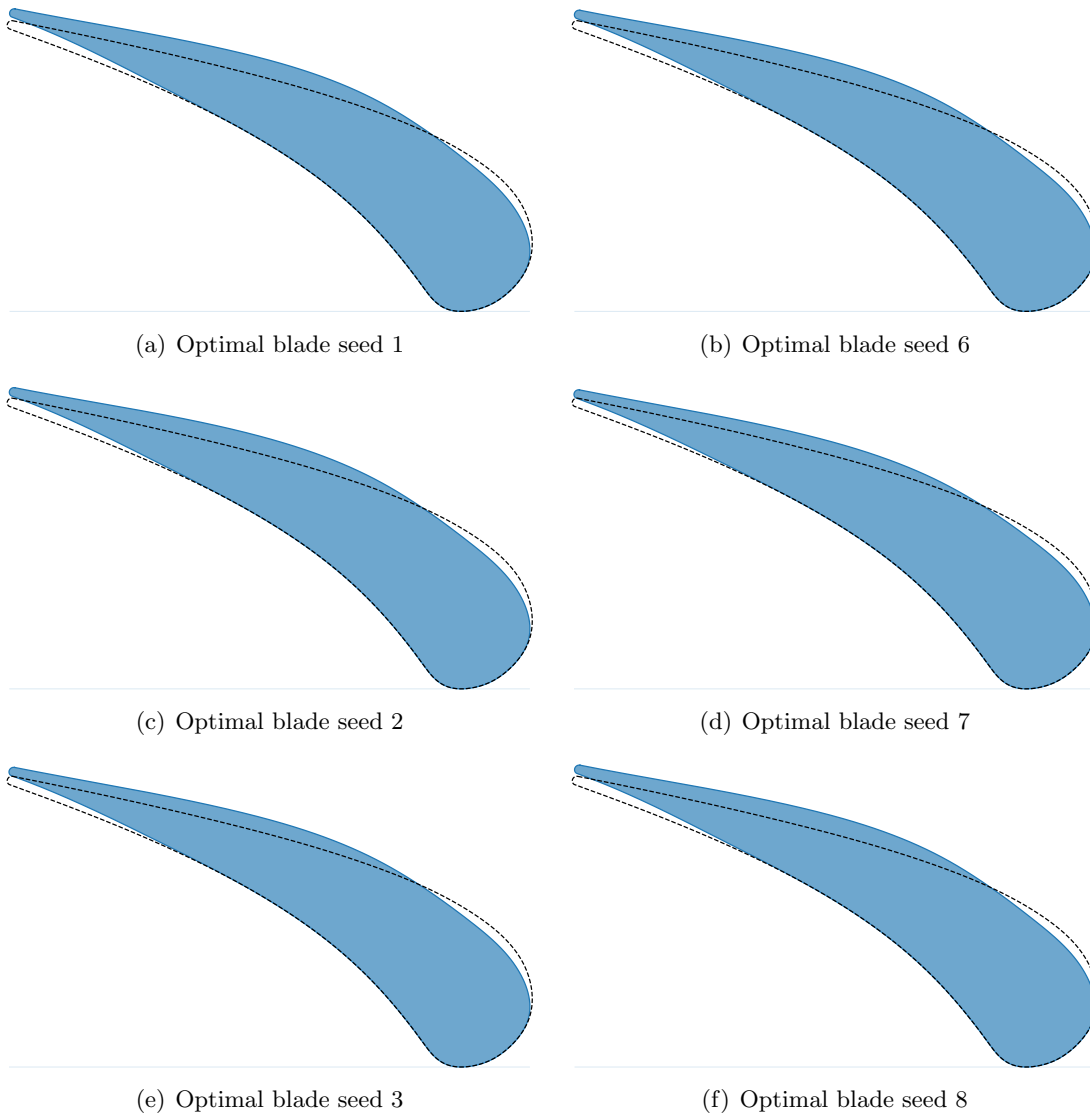 (a) Optimal blade seed 1
(b) Optimal blade seed 6
(c) Optimal blade seed 2
(d) Optimal blade seed 7
(e) Optimal blade seed 3
(f) Optimal blade seed 8